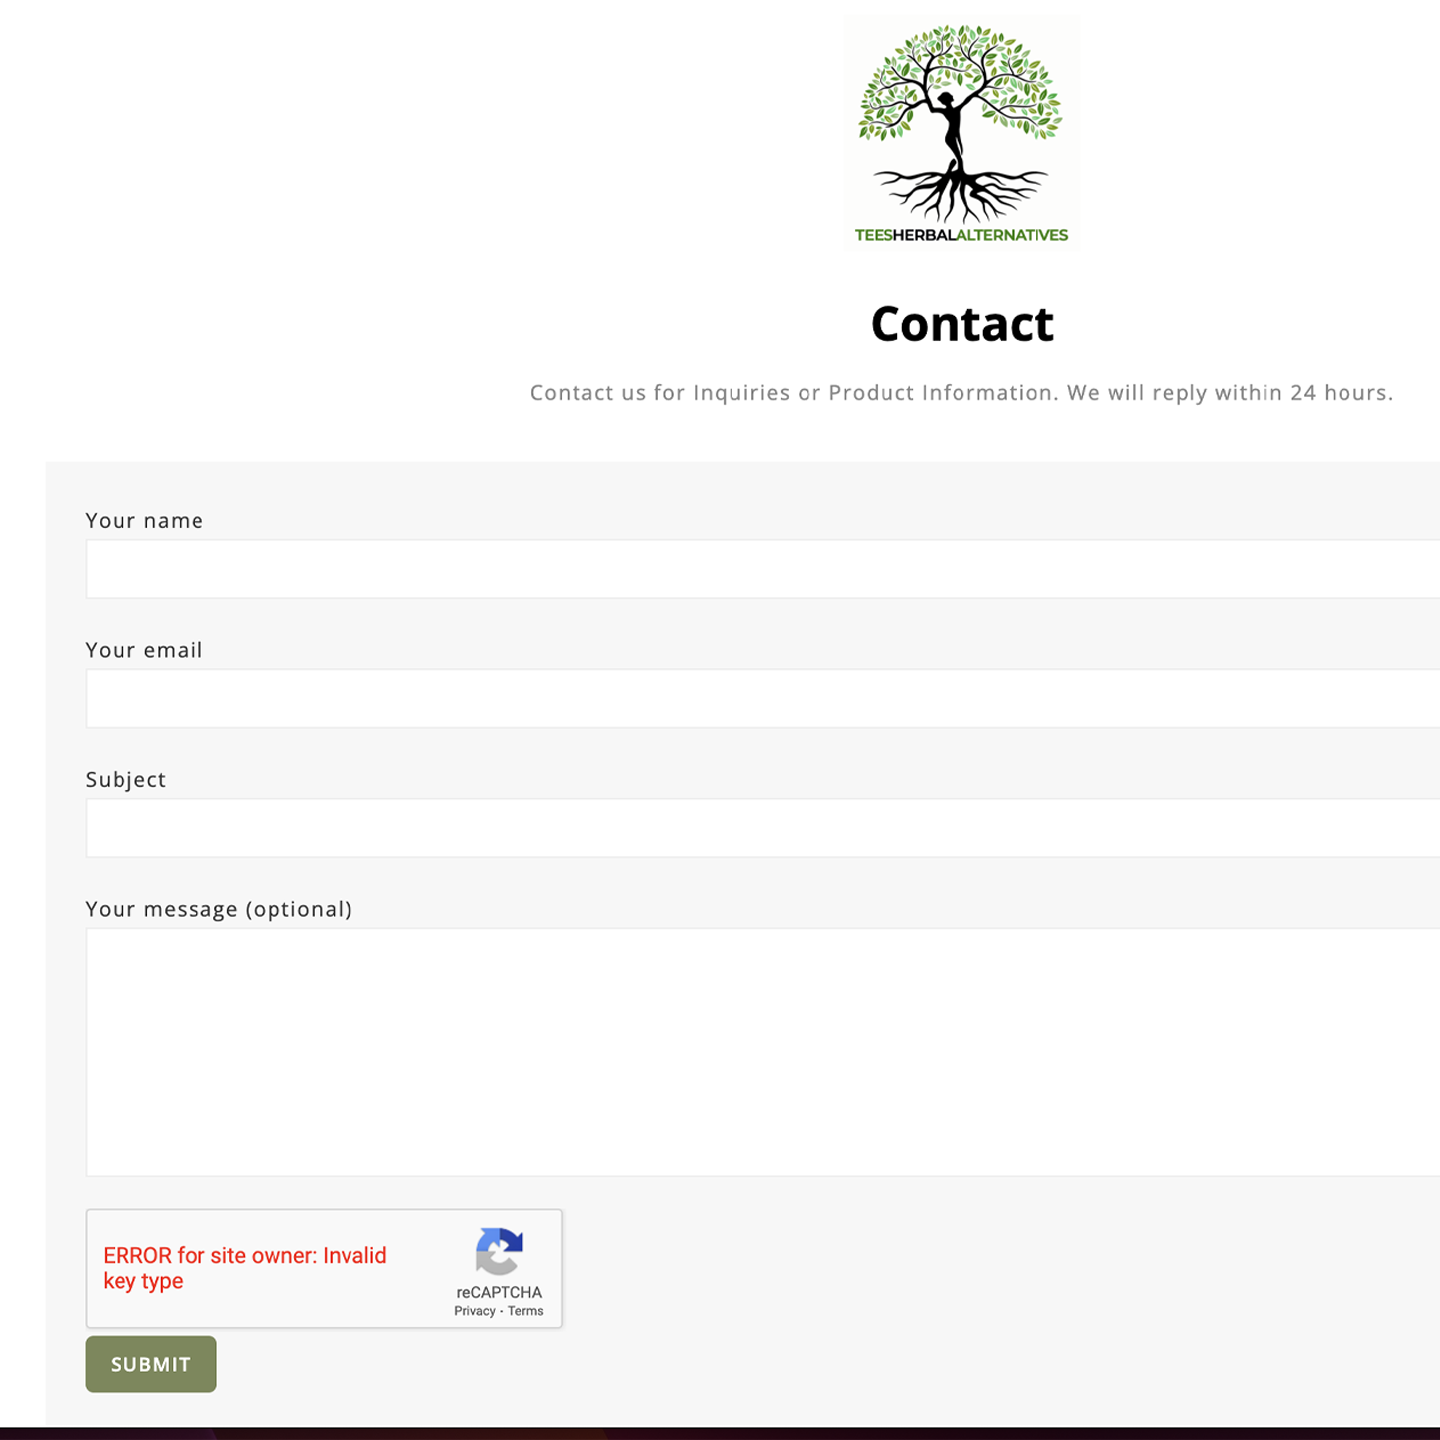 TEESHERBALALTERNATIVES
Contact
Contact us for Inquiries or Product Information. We will reply within 24 hours.
Your name
Your email
Subject
Your message (optional)
ERROR for site owner: Invalid
key type
reCAPTCHA
Privacy - Terms
SUBMIT